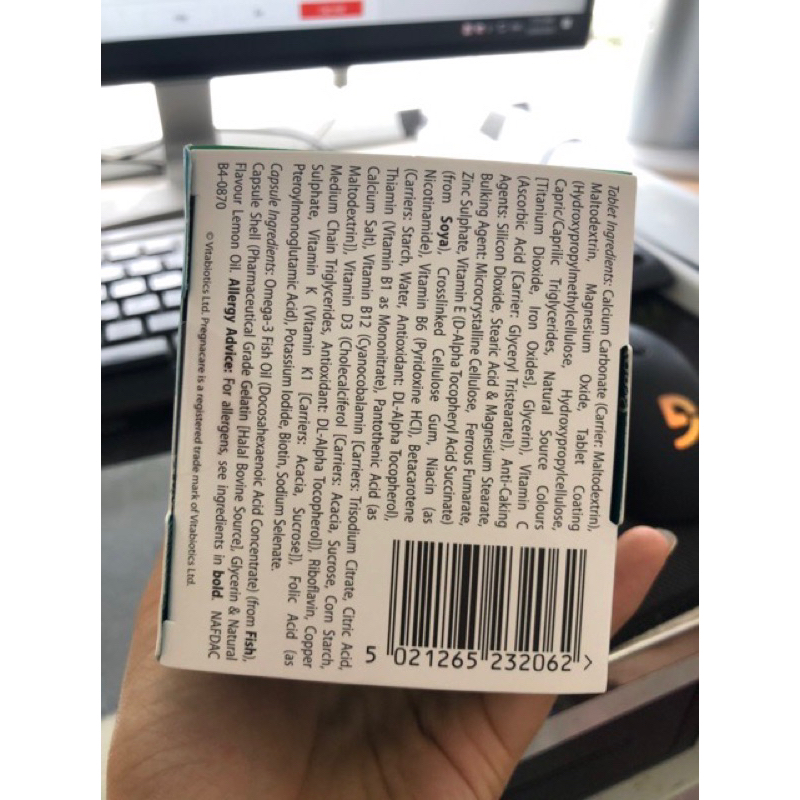 Tablet Ingredients: Calcium Carbonate (Carrier: Maltodextrin),
Maltodextrin, Magnesium Oxide, Tablet Coating
(Hydroxypropylmethylcellulose, Hydroxypropylcellulose,
Capric/Caprilic Triglycerides, Natural Source Colours
[Titanium Dioxide, Iron Oxides], Glycerin), Vitamin C
(Ascorbic Acid [Carrier: Glyceryl Tristearate]), Anti-Caking
Agents: Silicon Dioxide, Stearic Acid & Magnesium Stearate,
Bulking Agent: Microcrystalline Cellulose, Ferrous Fumarate,
Zinc Sulphate, Vitamin E (D-Alpha Tocopheryl Acid Succinate)
(from Soya), Crosslinked Cellulose Gum, Niacin (as
Nicotinamide), Vitamin B6 (Pyridoxine HCl), Betacarotene
(Carriers: Starch, Water, Antioxidant: DL-Alpha Tocopherol),
Thiamin (Vitamin B1 as Mononitrate), Pantothenic Acid (as
Calcium Salt), Vitamin B12 (Cyanocobalamin [Carriers: Trisodium Citrate, Citric Acid,
Maltodextrin]), Vitamin D3 (Cholecalciferol [Carriers: Acacia, Sucrose, Corn Starch,
Medium Chain Triglycerides, Antioxidant: DL-Alpha Tocopherol]), Riboflavin, Copper
Sulphate, Vitamin K (Vitamin K1 [Carriers: Acacia, Sucrose]), Folic Acid (as
Pteroylmonoglutamic Acid), Potassium Iodide, Biotin, Sodium Selenate.
Capsule Ingredients: Omega-3 Fish Oil (Docosahexaenoic Acid Concentrate) (from Fish),
Capsule Shell (Pharmaceutical Grade Gelatin [Halal Bovine Source], Glycerin & Natural
Flavour Lemon Oil. Allergy Advice: For allergens, see ingredients in bold. NAFDAC
B4-0870
© Vitabiotics Ltd. Pregnacare is a registered trade mark of Vitabiotics Ltd.
5 021265 232062 >